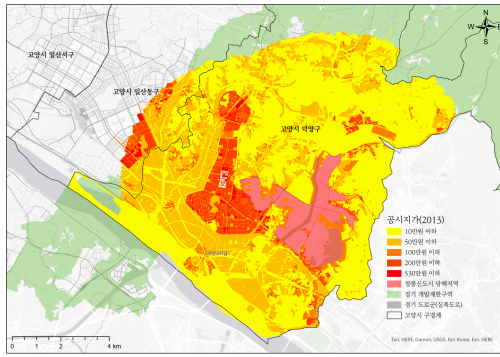 N
W E
S
고양시 일산서구
고양시 일산동구
고양시 덕양구
Goyang
공시지가(2013)
10만원 이하
50만원 이하
100만원 이하
200만원 이하
530만원 이하
창릉신도시 당해지역
경기 개발제한구역
경기 도로군(실폭도로)
고양시 구경계
0 1 2 4 km
Esri, HERE, Garmin, USGS, Esri Korea, Esri, HERE